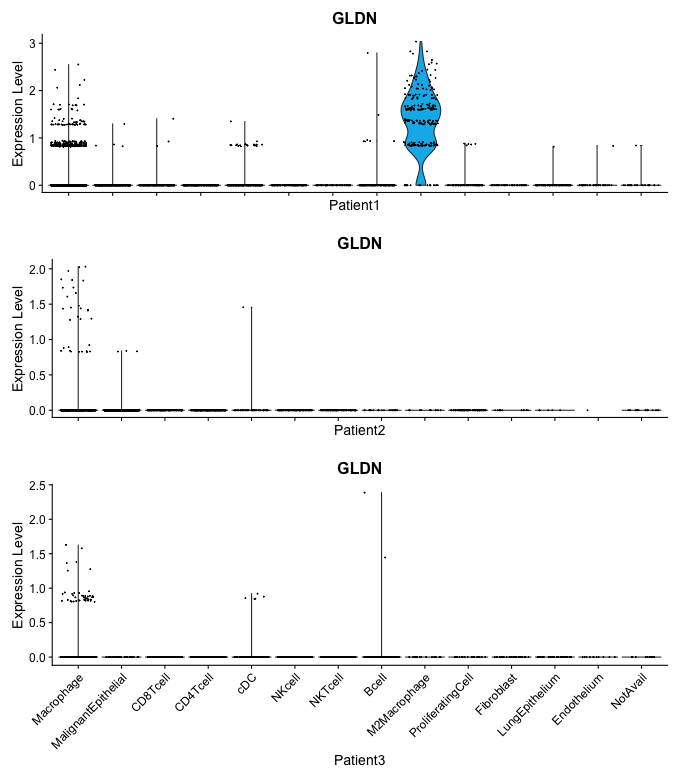 GLDN
Expression Level
3
2
1
0
Patient1
GLDN
Expression Level
2.0
1.5
1.0
0.5
0.0
Patient2
GLDN
Expression Level
2.5
2.0
1.5
1.0
0.5
0.0
Macrophage
MalignantEpithelial
CD8Tcell
CD4Tcell
cDC
NKcell
NKTcell
Bcell
M2Macrophage
ProliferatingCell
Fibroblast
LungEpithelium
Endothelium
NotAvail
Patient3